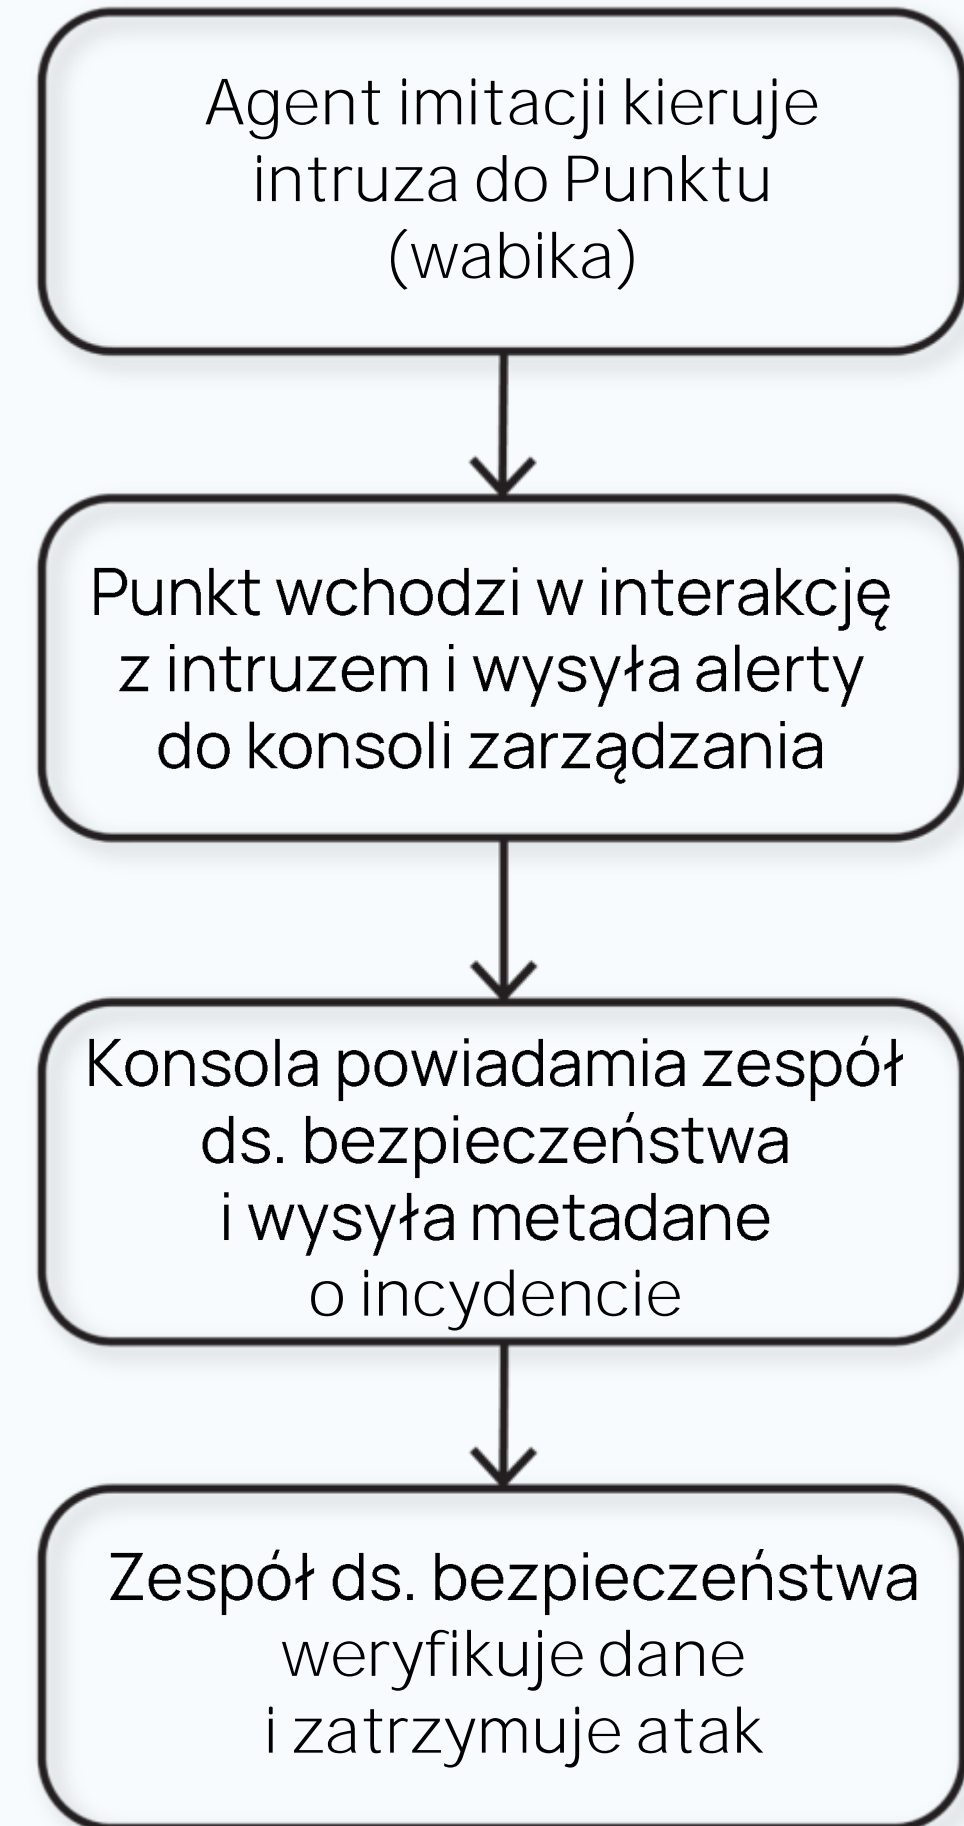 Agent imitacji kieruje
intruza do Punktu
(wabika)
Punkt wchodzi w interakcję
z intruzem i wysyła alerty
do konsoli zarządzania
Konsola powiadamia zespół
ds. bezpieczeństwa
i wysyła metadane
o incydencie
Zespół ds. bezpieczeństwa
weryfikuje dane
i zatrzymuje atak